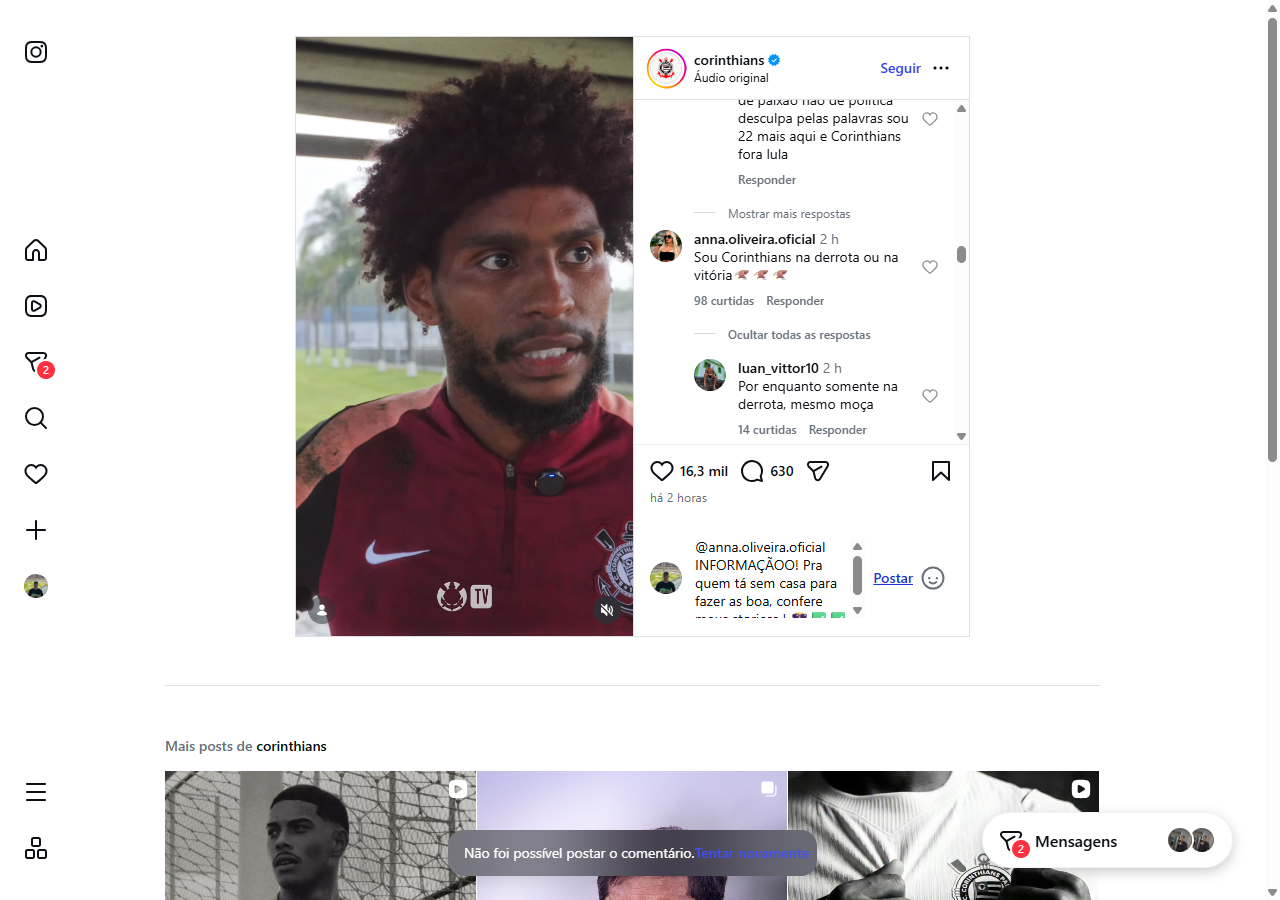 corinthians
Áudio original
Seguir
de paixão não de política
desculpa pelas palavras sou
22 mais aqui e Corinthians
fora lula
Responder
Mostrar mais respostas
anna.oliveira.oficial 2 h
Sou Corinthians na derrota ou na
vitória🦅🦅🦅
98 curtidas Responder
Ocultar todas as respostas
luan_vittor10 2 h
Por enquanto somente na
derrota, mesmo moça
14 curtidas Responder
16,3 mil 630
há 2 horas
@anna.oliveira.oficial
INFORMAÇÃOO! Pra
quem tá sem casa para
fazer as boa, confere
Postar
2
TV
CORINTHIANS
Mais posts de corinthians
Não foi possível postar o comentário.Tentar novamente
2 Mensagens